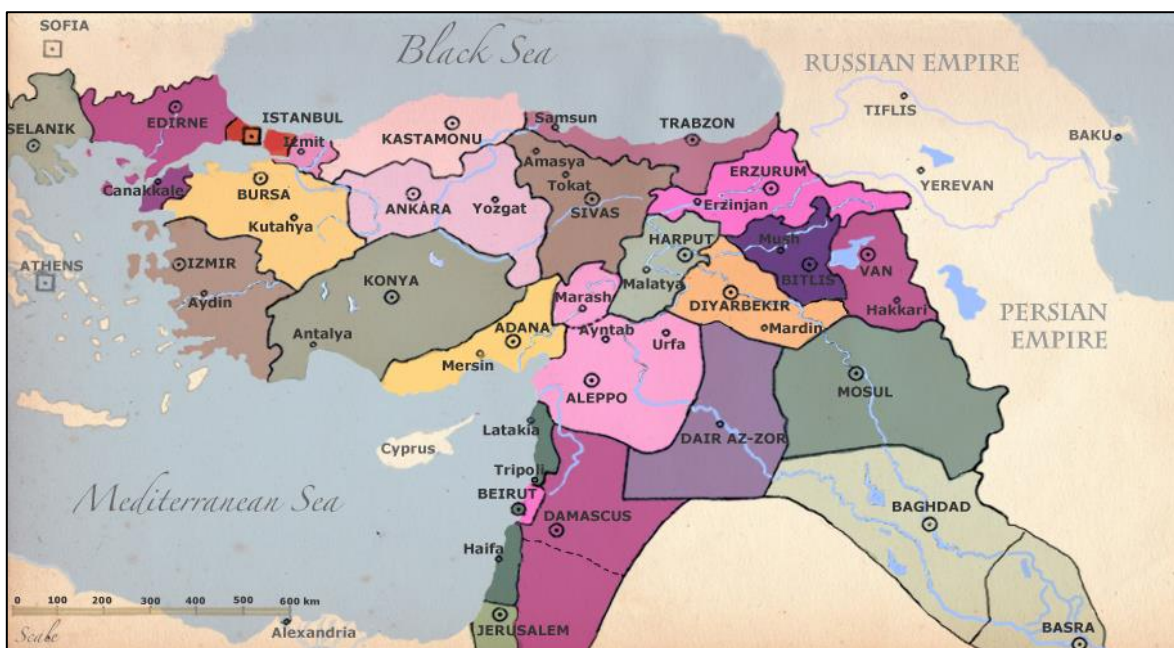 SOFIA
Black Sea
RUSSIAN EMPIRE
TIFLIS
BAKU
SELANIK
EDIRNE
ISTANBUL
Izmit
KASTAMONU
Samsun
TRABZON
YEREVAN
Canakkale
BURSA
Kutahya
ANKARA
Yozgat
Amasya
Tokat
SIVAS
ERZURUM
Erzinjan
HARPUT
Malatya
Mush
BITLIS
VAN
Hakkari
ATHENS
IZMIR
Aydin
KONYA
Antalya
Marash
DIYARBEKIR
Mardin
PERSIAN
EMPIRE
ADANA
Mersin
Ayntab
Urfa
ALEPPO
MOSUL
Latakia
DAIR AZ-ZOR
Cyprus
Tripoli
Mediterranean Sea
BEIRUT
DAMASCUS
BAGHDAD
Haifa
0 100 200 300 400 500 600 km
Scale
Alexandria
JERUSALEM
BASRA